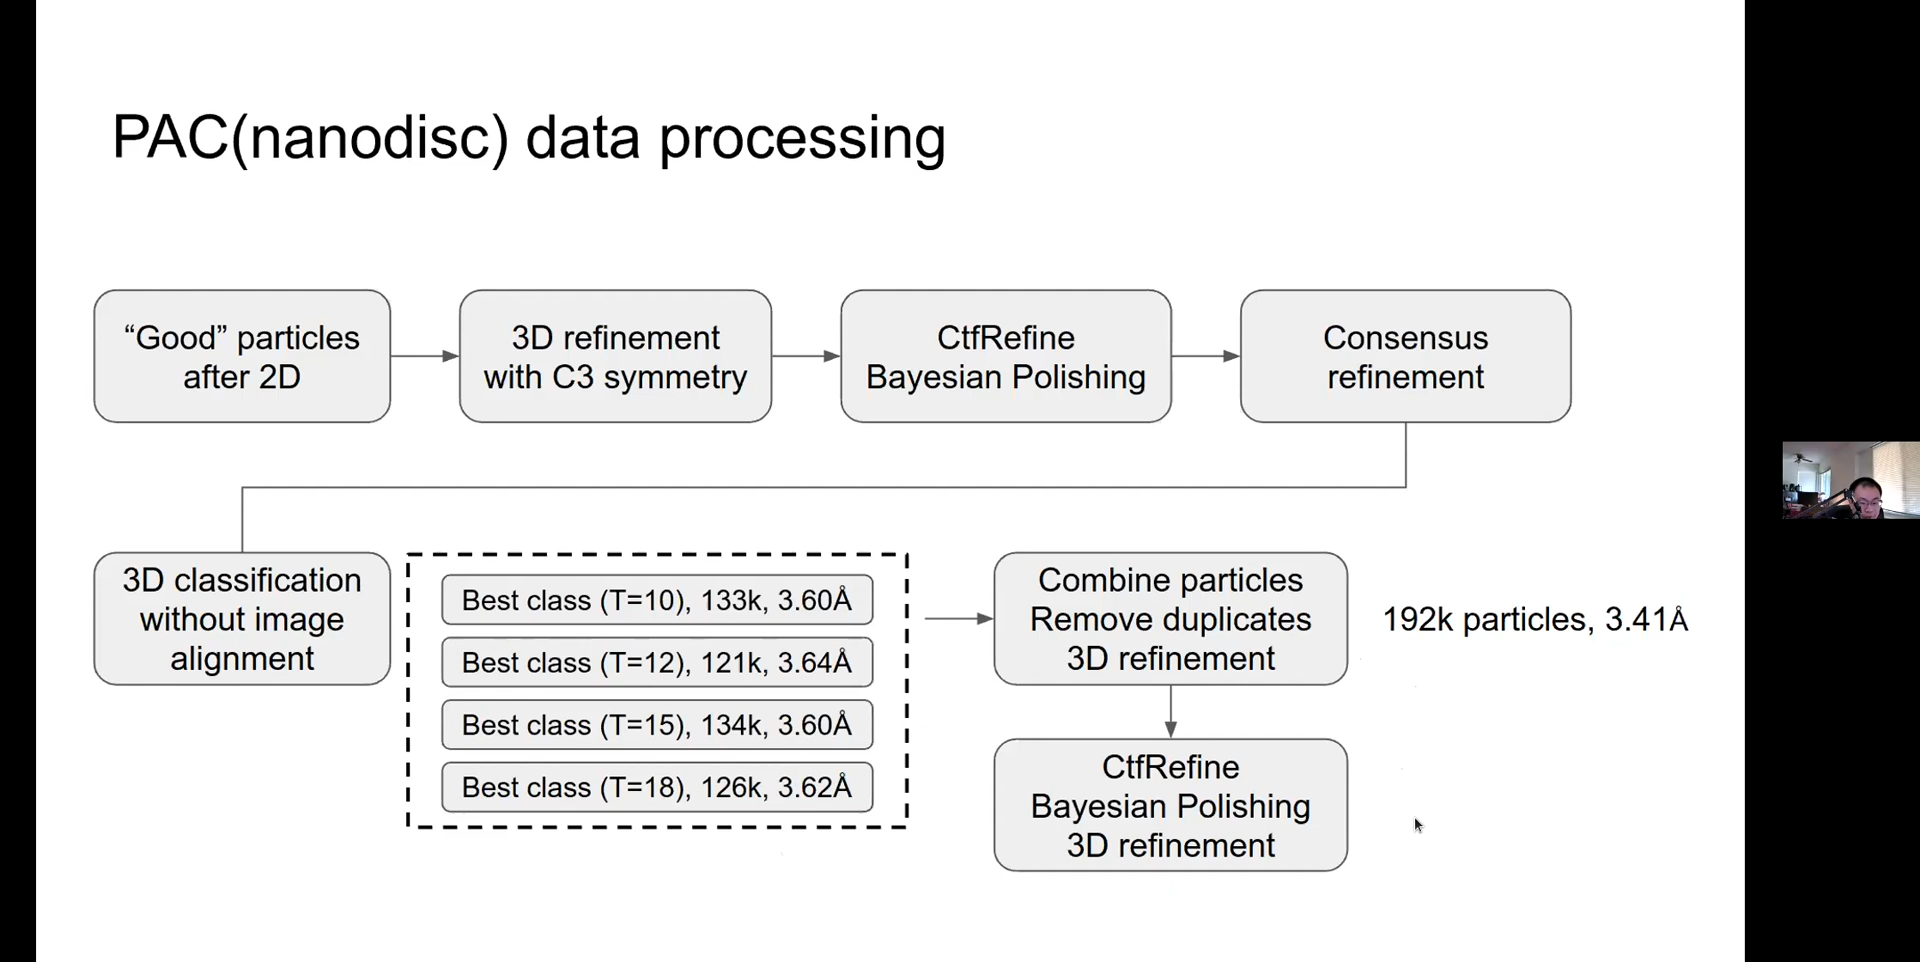 PAC(nanodisc) data processing
“Good” particles
after 2D
3D refinement
with C3 symmetry
CtfRefine
Bayesian Polishing
Consensus
refinement
3D classification
without image
alignment
Best class (T=10), 133k, 3.60Å
Best class (T=12), 121k, 3.64Å
Best class (T=15), 134k, 3.60Å
Best class (T=18), 126k, 3.62Å
Combine particles
Remove duplicates
3D refinement
192k particles, 3.41Å
CtfRefine
Bayesian Polishing
3D refinement